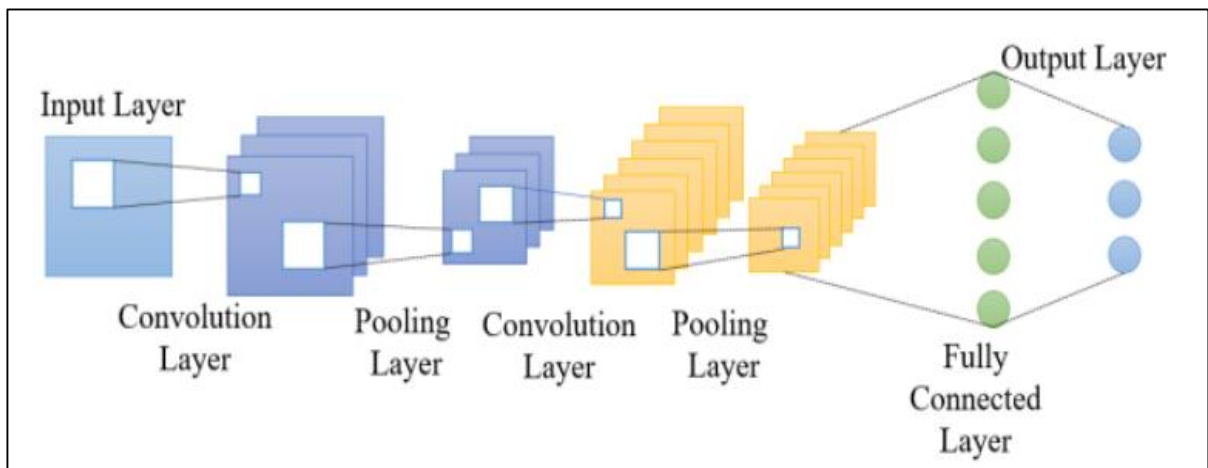 Input Layer
Output Layer
Convolution
Layer
Pooling
Layer
Convolution
Layer
Pooling
Layer
Fully
Connected
Layer